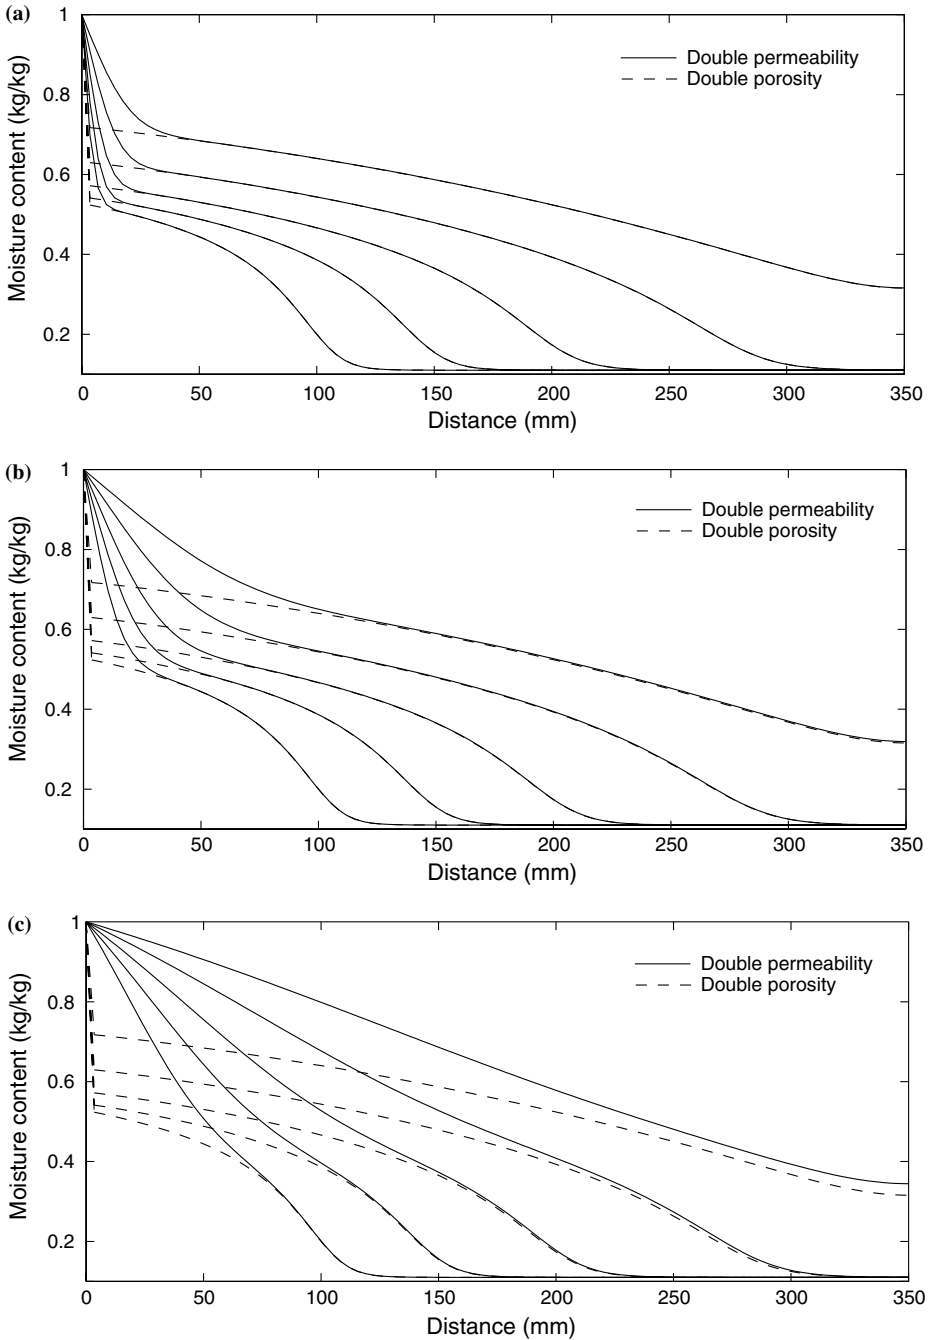 (a)
1
0.8
0.6
0.4
0.2
Moisture content (kg/kg)
Double permeability
Double porosity
0 50 100 150 200 250 300 350
Distance (mm)
(b)
1
0.8
0.6
0.4
0.2
Moisture content (kg/kg)
Double permeability
Double porosity
0 50 100 150 200 250 300 350
Distance (mm)
(c)
1
0.8
0.6
0.4
0.2
Moisture content (kg/kg)
Double permeability
Double porosity
0 50 100 150 200 250 300 350
Distance (mm)